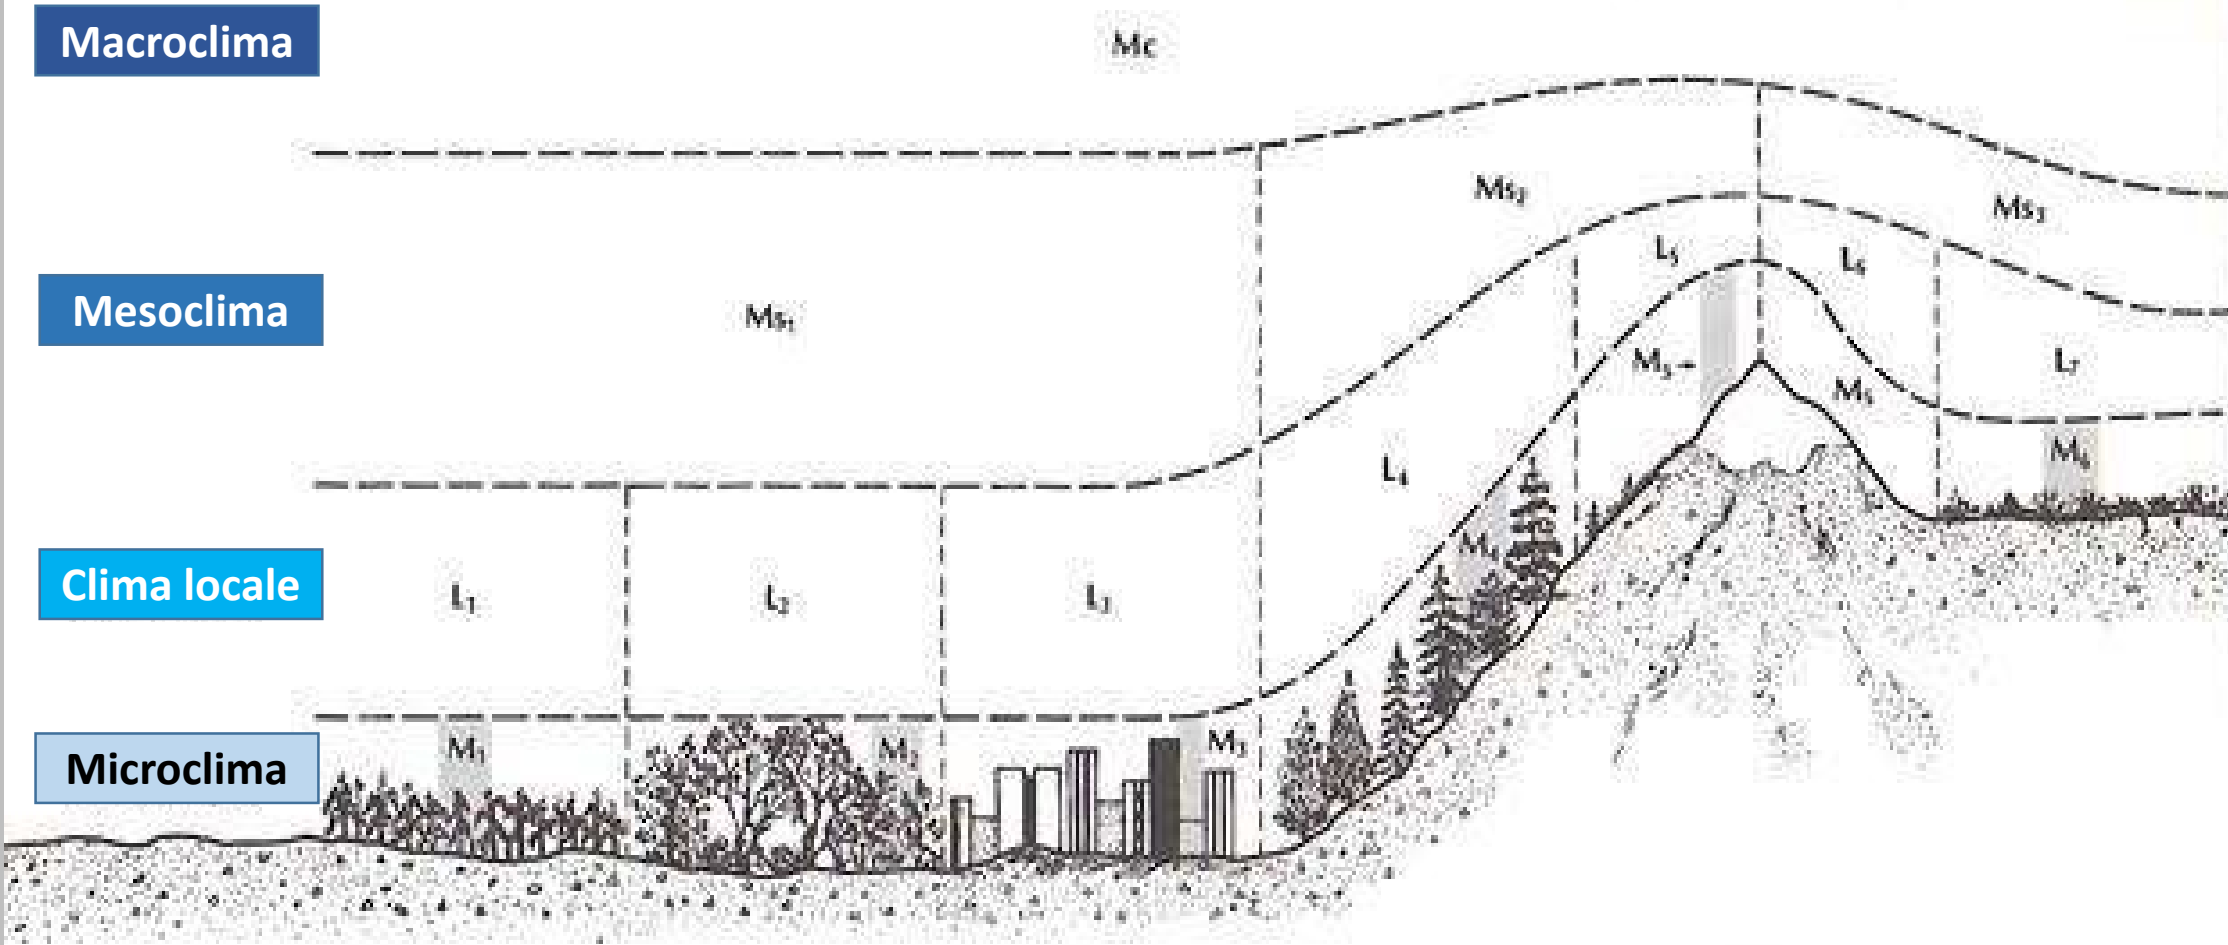 Macroclima
Mc
Ms₂
Ms₃
Mesoclima
Ms₁
L₅
L₆
M₅
L₇
M₅
M₆
L₄
M₄
Clima locale
L₁
L₂
L₃
Microclima
M₁
M₂
M₃